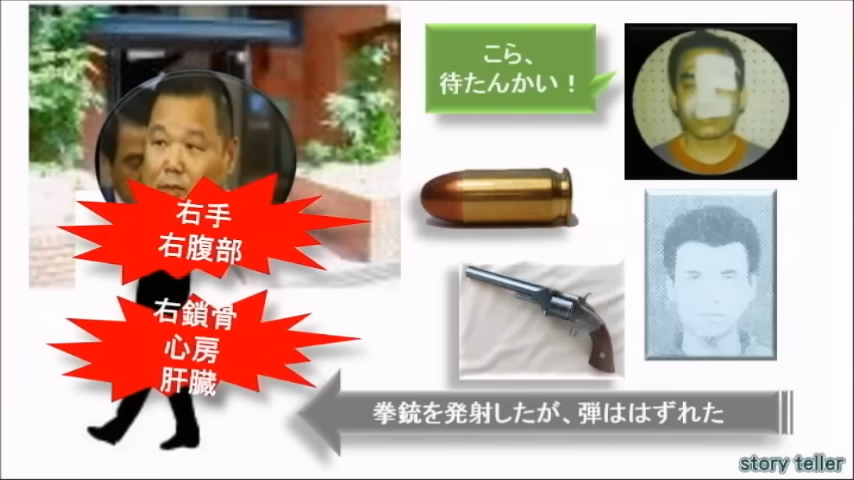 こら、
待たんかい！
右手
右腹部
右鎖骨
心房
肝臓
拳銃を発射したが、弾ははずれた
story teller